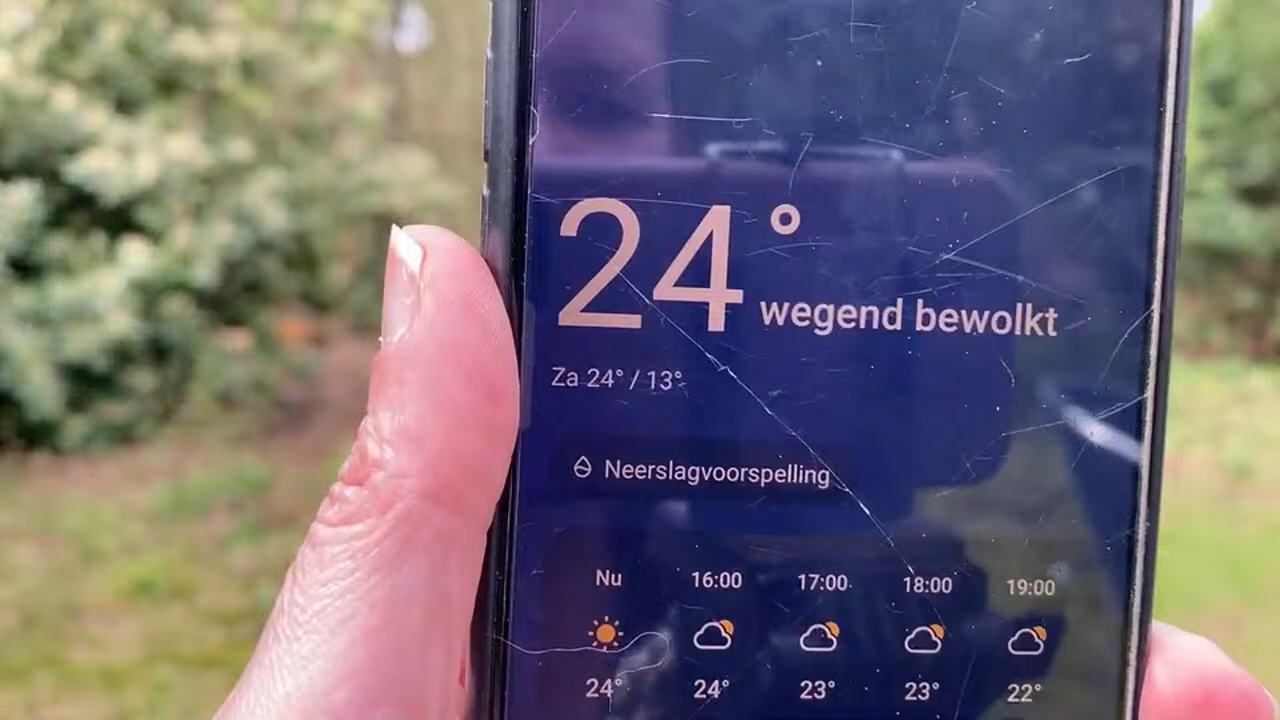 24°
wegend bewolkt
Za 24° / 13°
Neerslagvoorspelling
Nu 16:00 17:00 18:00 19:00
24° 24° 23° 23° 22°